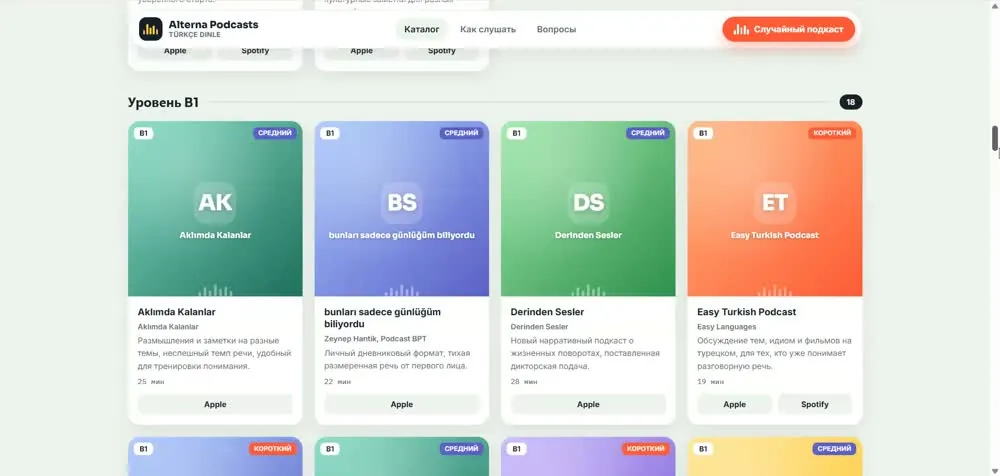 Alterna Podcasts
TÜRKÇE DINLE
Каталог
Как слушать
Вопросы
Случайный подкаст
Apple
Spotify
Apple
Spotify
Уровень B1
18
B1
СРЕДНИЙ
AK
Aklımda Kalanlar
Aklımda Kalanlar
Aklımda Kalanlar
Размышления и заметки на разные
темы, неспешный темп речи, удобный
для тренировки понимания.
25 мин
Apple
B1
СРЕДНИЙ
BS
bunları sadece günlüğüm biliyordu
bunları sadece günlüğüm
biliyordu
Zeynep Hantik, Podcast BPT
Личный дневниковый формат, тихая
размеренная речь от первого лица.
22 мин
Apple
B1
СРЕДНИЙ
DS
Derinden Sesler
Derinden Sesler
Derinden Sesler
Новый нарративный подкаст о
жизненных поворотах, поставленная
дикторская подача.
28 мин
Apple
B1
КОРОТКИЙ
ET
Easy Turkish Podcast
Easy Turkish Podcast
Easy Languages
Обсуждение тем, идиом и фильмов на
турецком, для тех, кто уже понимает
разговорную речь.
19 мин
Apple
Spotify
B1
КОРОТКИЙ
B1
СРЕДНИЙ
B1
КОРОТКИЙ
B1
СРЕДНИЙ